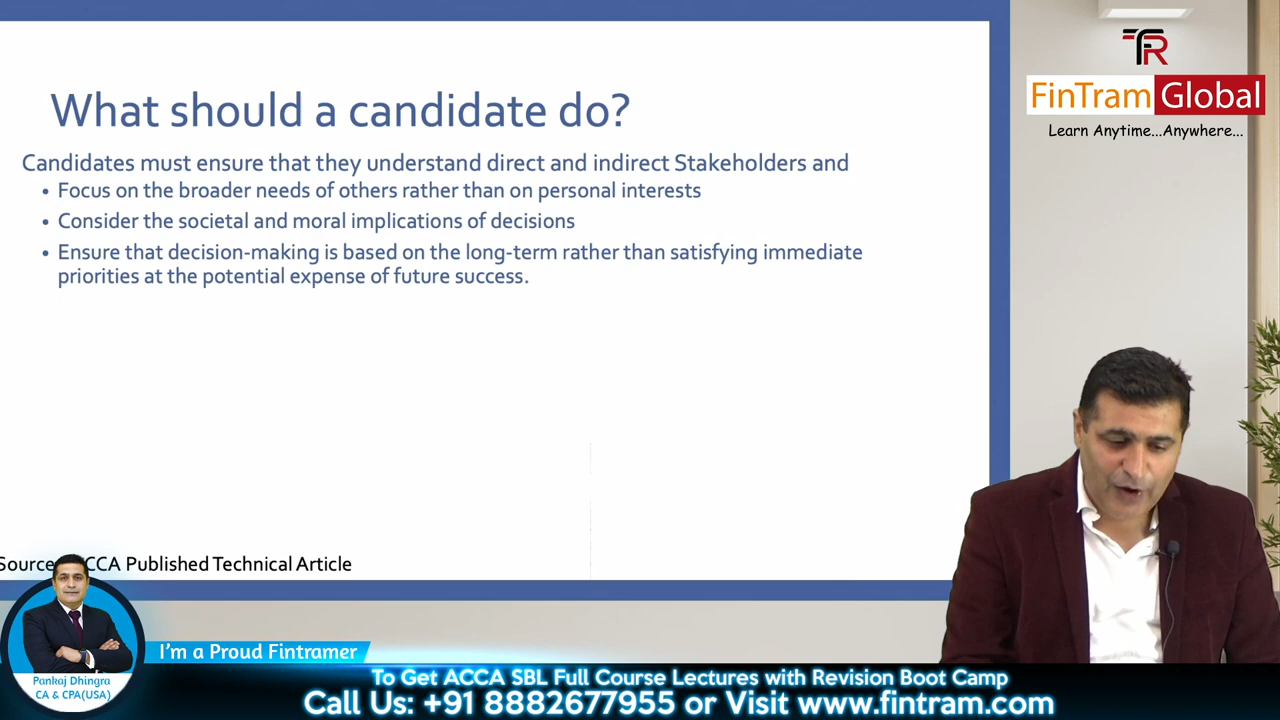 What should a candidate do?
Candidates must ensure that they understand direct and indirect Stakeholders and
• Focus on the broader needs of others rather than on personal interests
• Consider the societal and moral implications of decisions
• Ensure that decision-making is based on the long-term rather than satisfying immediate
priorities at the potential expense of future success.
Source CCA Published Technical Article
FinTram Global
Learn Anytime...Anywhere...
I'm a Proud Fintramer
Pankaj Dhingra
CA & CPA(USA)
To Get ACCA SBL Full Course Lectures with Revision Boot Camp
Call Us: +91 8882677955 or Visit www.fintram.com